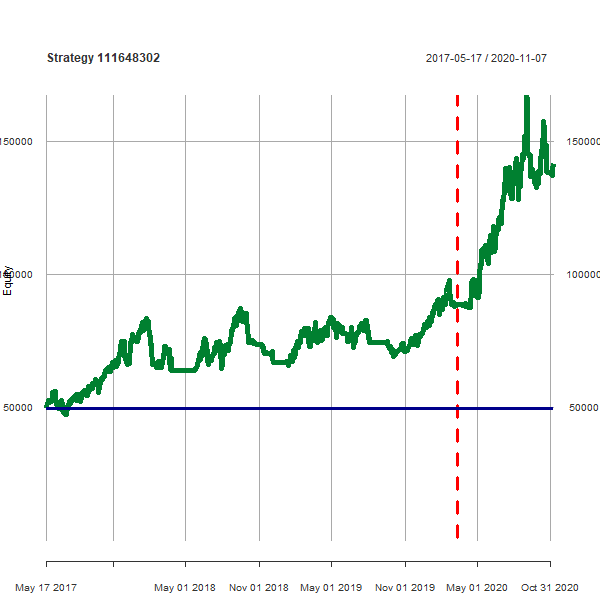 Strategy 111648302 2017-05-17 / 2020-11-07
150000 150000
100000 100000
Equity
50000 50000
May 17 2017 May 01 2018 Nov 01 2018 May 01 2019 Nov 01 2019 May 01 2020 Oct 31 2020